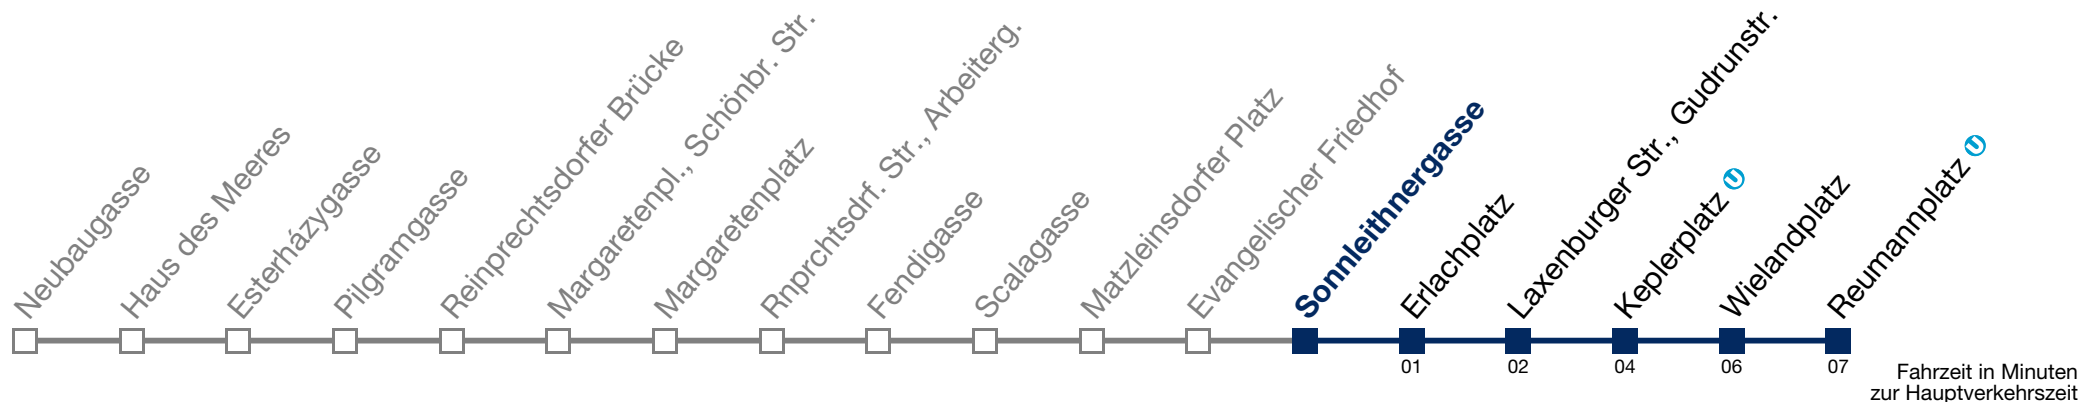 Neubaugasse
Haus des Meeres
Esterházygasse
Pilgramgasse
Reinprechtsdorfer Brücke
Margaretenpl., Schönbr. Str.
Margaretenplatz
Rnprchtsdrf. Str., Arbeiterg.
Fendigasse
Scalagasse
Matzleinsdorfer Platz
Evangelischer Friedhof
Sonnleithnergasse
Erlachplatz
Laxenburger Str., Gudrunstr.
Keplerplatz U
Wielandplatz
Reumannplatz U
01 02 04 06 07
Fahrzeit in Minuten
zur Hauptverkehrszeit